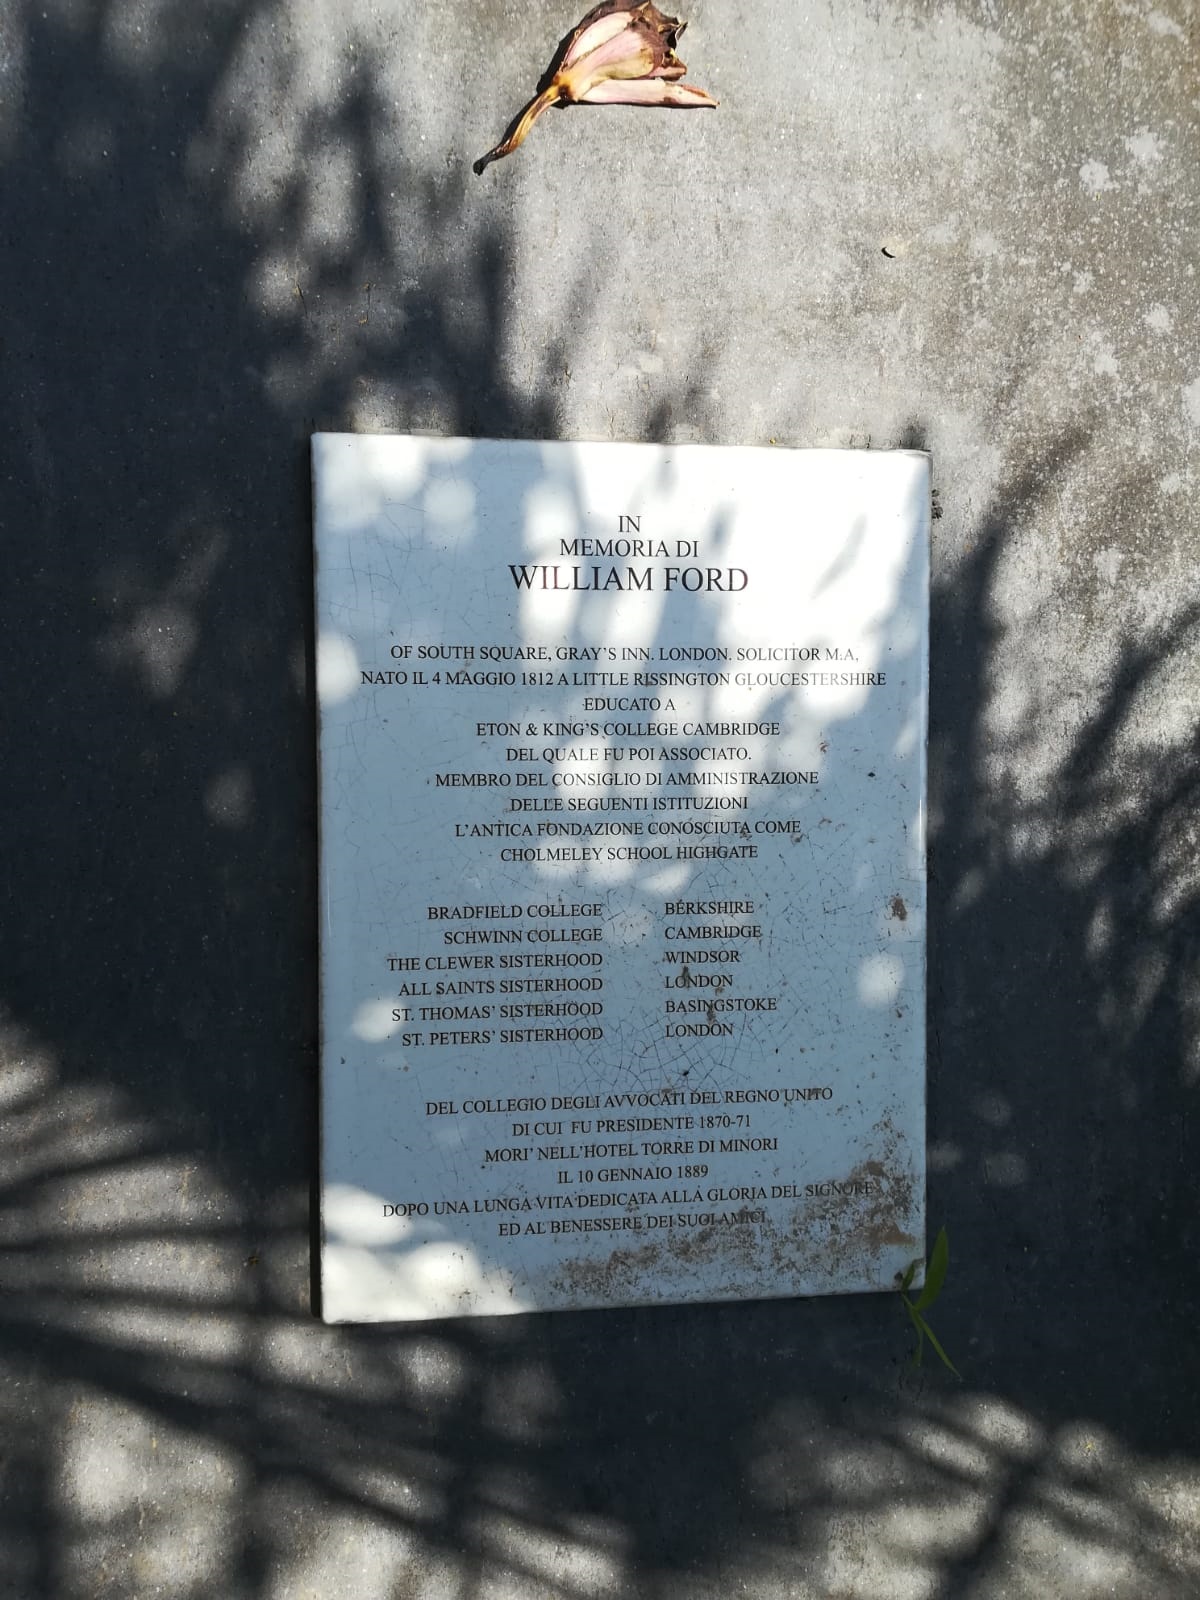 IN
MEMORIA DI
WILLIAM FORD
OF SOUTH SQUARE, GRAY'S INN. LONDON. SOLICITOR M.A,
NATO IL 4 MAGGIO 1812 A LITTLE RISSINGTON GLOUCESTERSHIRE
EDUCATO A
ETON & KING'S COLLEGE CAMBRIDGE
DEL QUALE FU POI ASSOCIATO.
MEMBRO DEL CONSIGLIO DI AMMINISTRAZIONE
DELLE SEGUENTI ISTITUZIONI
L'ANTICA FONDAZIONE CONOSCIUTA COME
CHOLMELEY SCHOOL HIGHGATE
BRADFIELD COLLEGE BERKSHIRE
SCHWINN COLLEGE CAMBRIDGE
THE CLEWER SISTERHOOD WINDSOR
ALL SAINTS SISTERHOOD LONDON
ST. THOMAS' SISTERHOOD BASINGSTOKE
ST. PETERS' SISTERHOOD LONDON
DEL COLLEGIO DEGLI AVVOCATI DEL REGNO UNITO
DI CUI FU PRESIDENTE 1870-71
MORI' NELL'HOTEL TORRE DI MINORI
IL 10 GENNAIO 1889
DOPO UNA LUNGA VITA DEDICATA ALLA GLORIA DEL SIGNORE
ED AL BENESSERE DEI SUOI AMICI